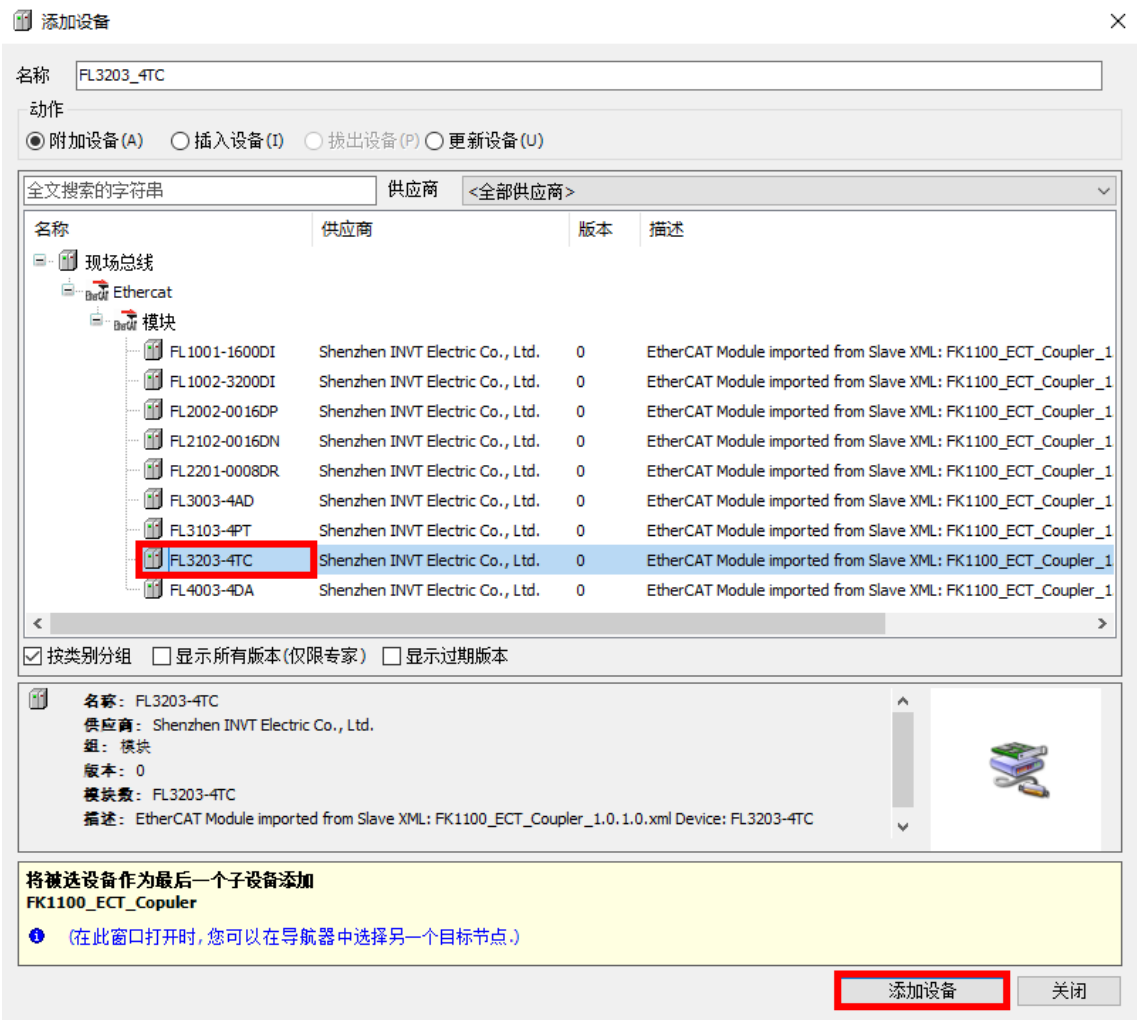 添加设备
名称 FL3203_4TC
动作
附加设备(A) 插入设备(I) 拔出设备(P) 更新设备(U)
全文搜索的字符串 供应商 <全部供应商>
名称 供应商 版本 描述
现场总线
Ethercat
模块
FL1001-1600DI Shenzhen INVT Electric Co., Ltd. 0 EtherCAT Module imported from Slave XML: FK1100_ECT_Coupler_1.
FL1002-3200DI Shenzhen INVT Electric Co., Ltd. 0 EtherCAT Module imported from Slave XML: FK1100_ECT_Coupler_1.
FL2002-0016DP Shenzhen INVT Electric Co., Ltd. 0 EtherCAT Module imported from Slave XML: FK1100_ECT_Coupler_1.
FL2102-0016DN Shenzhen INVT Electric Co., Ltd. 0 EtherCAT Module imported from Slave XML: FK1100_ECT_Coupler_1.
FL2201-0008DR Shenzhen INVT Electric Co., Ltd. 0 EtherCAT Module imported from Slave XML: FK1100_ECT_Coupler_1.
FL3003-4AD Shenzhen INVT Electric Co., Ltd. 0 EtherCAT Module imported from Slave XML: FK1100_ECT_Coupler_1.
FL3103-4PT Shenzhen INVT Electric Co., Ltd. 0 EtherCAT Module imported from Slave XML: FK1100_ECT_Coupler_1.
FL3203-4TC Shenzhen INVT Electric Co., Ltd. 0 EtherCAT Module imported from Slave XML: FK1100_ECT_Coupler_1.
FL4003-4DA Shenzhen INVT Electric Co., Ltd. 0 EtherCAT Module imported from Slave XML: FK1100_ECT_Coupler_1.
按类别分组 显示所有版本(仅限专家) 显示过期版本
名称: FL3203-4TC
供应商: Shenzhen INVT Electric Co., Ltd.
组: 模块
版本: 0
模块数: FL3203-4TC
描述: EtherCAT Module imported from Slave XML: FK1100_ECT_Coupler_1.0.1.0.xml Device: FL3203-4TC
将被选设备作为最后一个子设备添加
FK1100_ECT_Copuler
(在此窗口打开时,您可以在导航器中选择另一个目标节点.)
添加设备 关闭